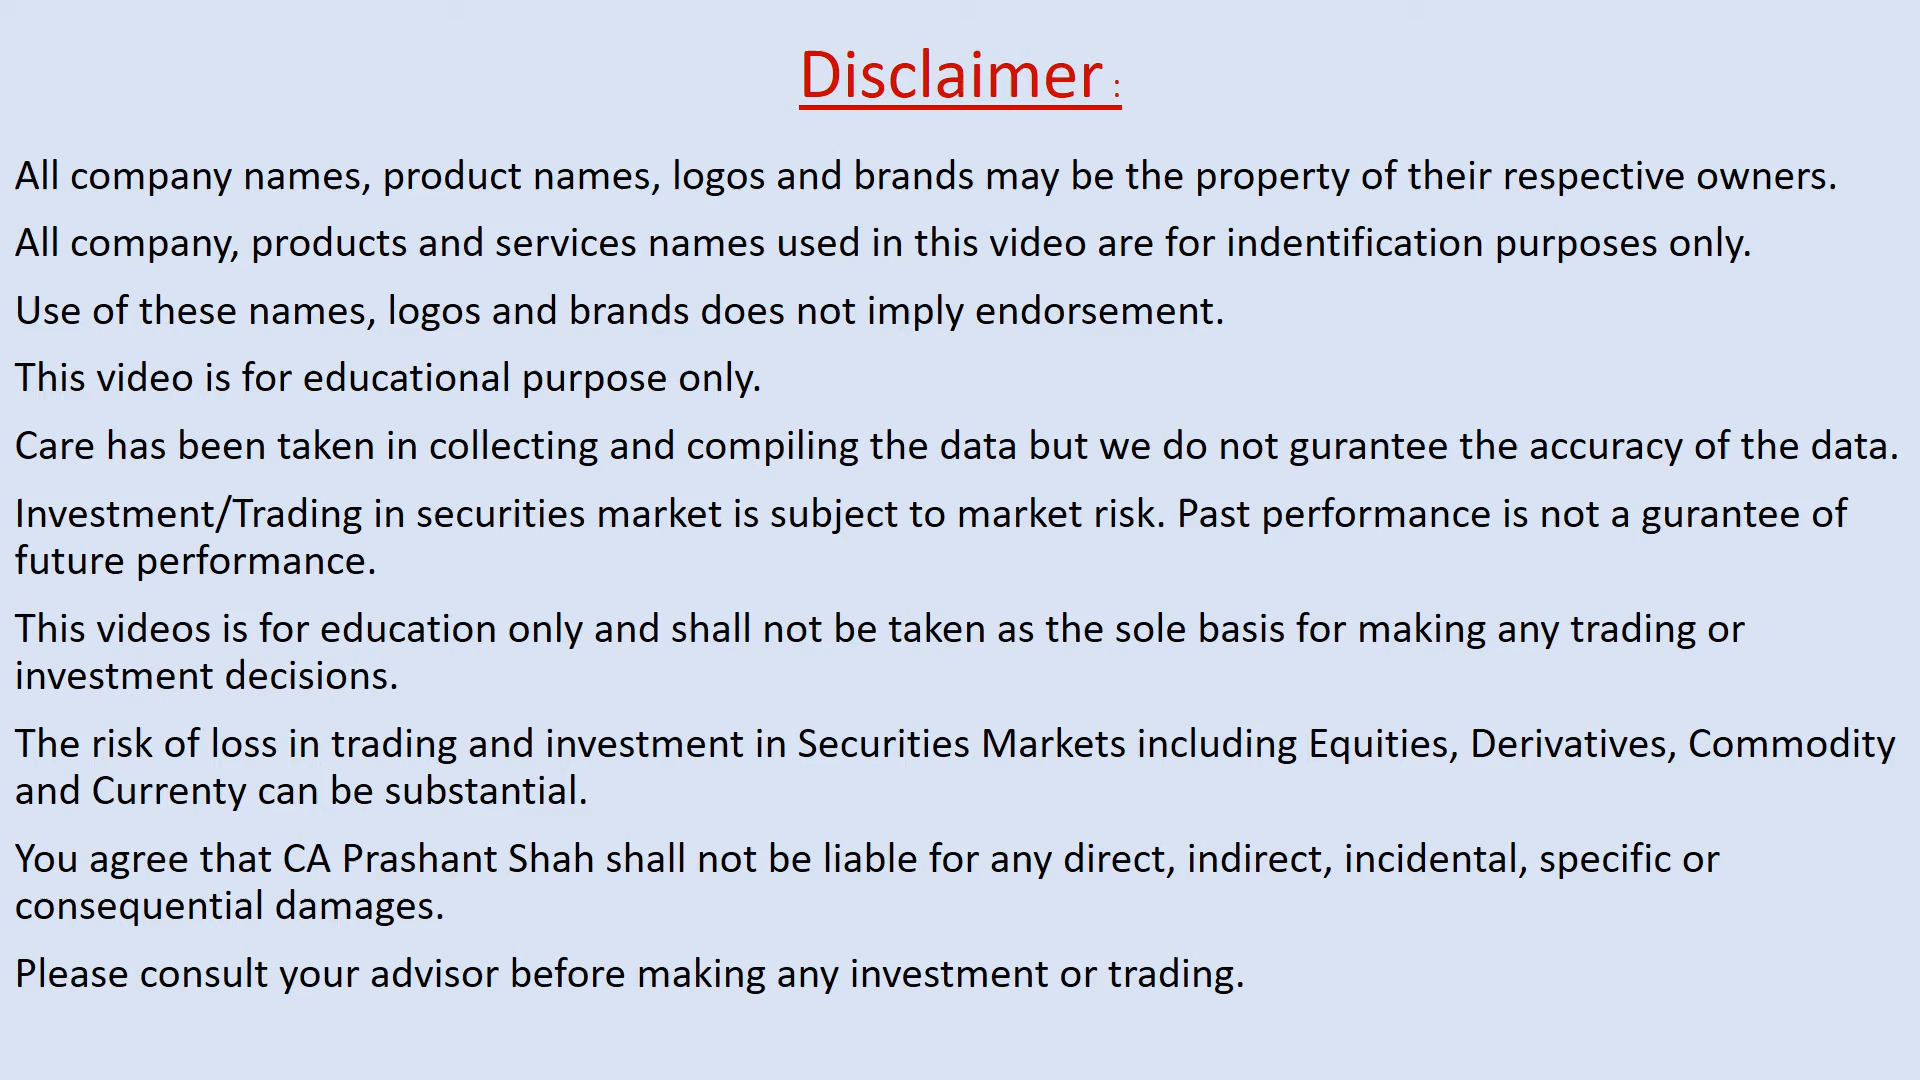 Disclaimer :
All company names, product names, logos and brands may be the property of their respective owners.
All company, products and services names used in this video are for indentification purposes only.
Use of these names, logos and brands does not imply endorsement.
This video is for educational purpose only.
Care has been taken in collecting and compiling the data but we do not gurantee the accuracy of the data.
Investment/Trading in securities market is subject to market risk. Past performance is not a gurantee of
future performance.
This videos is for education only and shall not be taken as the sole basis for making any trading or
investment decisions.
The risk of loss in trading and investment in Securities Markets including Equities, Derivatives, Commodity
and Currenty can be substantial.
You agree that CA Prashant Shah shall not be liable for any direct, indirect, incidental, specific or
consequential damages.
Please consult your advisor before making any investment or trading.